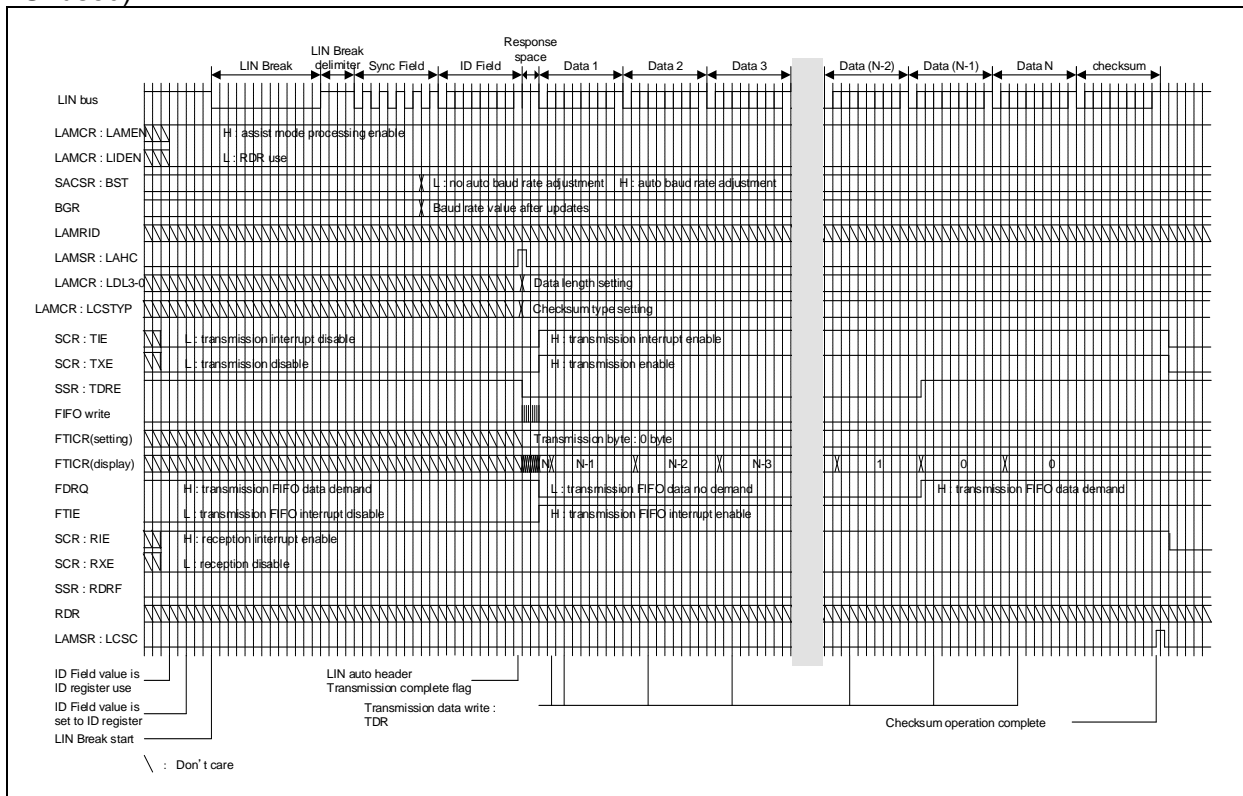 Response
LIN Break
delimiter
space
LIN Break
Sync Field
ID Field
Data 1
Data 2
Data 3
Data (N-2)
Data (N-1)
Data N
checksum
LIN bus
LAMCR : LAMEN
H : assist mode processing enable
LAMCR : LIDEN
L : RDR use
SACSR : BST
L : no auto baud rate adjustment H : auto baud rate adjustment
BGR
Baud rate value after updates
LAMRID
LAMSR : LAHC
LAMCR : LDL3-0
Data length setting
LAMCR : LCSTYP
Checksum type setting
SCR : TIE
L : transmission interrupt disable
H : transmission interrupt enable
SCR : TXE
L : transmission disable
H : transmission enable
SSR : TDRE
FIFO write
FTICR(setting)
Transmission byte : 0 byte
FTICR(display)
N
N-1
N-2
N-3
1
0
0
FDRQ
H : transmission FIFO data demand
L : transmission FIFO data no demand
H : transmission FIFO data demand
FTIE
L : transmission FIFO interrupt disable
H : transmission FIFO interrupt enable
SCR : RIE
H : reception interrupt enable
SCR : RXE
L : reception disable
SSR : RDRF
RDR
LAMSR : LCSC
ID Field value is
ID register use
LIN auto header
Transmission complete flag
ID Field value is
set to ID register
Transmission data write :
TDR
Checksum operation complete
LIN Break start
\ : Don't care